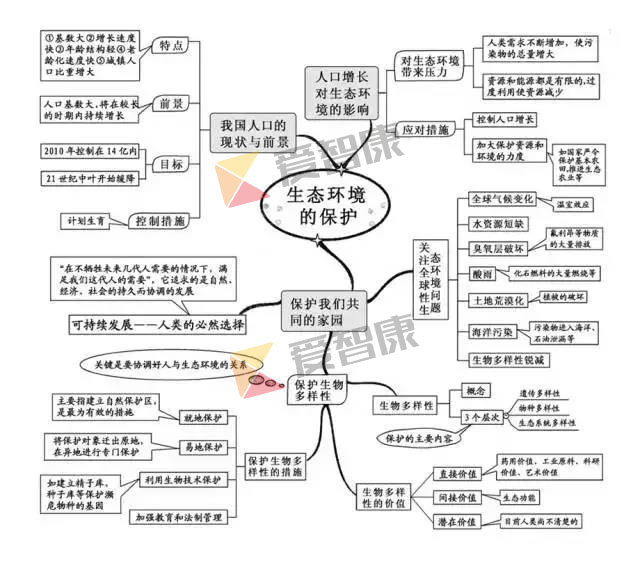 生态环境
的保护
我国人口的
现状与前景
特点
①基数大②增长速度
快③年龄结构轻④老
龄化速度快⑤城镇人
口比重增大
前景
人口基数大，将在较长
的时期内持续增长
目标
2010年控制在14亿内
21世纪中叶开始缓降
控制措施
计划生育
人口增长
对生态环
境的影响
对生态环境
带来压力
人类需求不断增加，使污
染物的总量增大
资源和能源都是有限的，过
度利用使资源减少
应对措施
控制人口增长
加大保护资源和
环境的力度
如国家严令
保护基本农
田，推进生态
农业等
保护我们共
同的家园
关注全球性生
态环境问题
全球气候变化
温室效应
水资源短缺
臭氧层破坏
氟利昂等物质
的大量排放
酸雨
化石燃料的大量燃烧等
土地荒漠化
植被的破坏
海洋污染
污染物进入海洋、
石油泄漏等
生物多样性锐减
“在不牺牲未来几代人需要的情况下，满
足我们这代人的需要”，它追求的是自然、
经济、社会的持久而协调的发展
可持续发展——人类的必然选择
关键是要协调好人与生态环境的关系
保护生物
多样性
生物多样性
概念
3个层次
遗传多样性
物种多样性
生态系统多样性
保护的主要内容
生物多样
性的价值
直接价值
药用价值、工业原料、科研
价值、艺术价值
间接价值
生态功能
潜在价值
目前人类尚不清楚的
保护生物多
样性的措施
就地保护
主要指建立自然保护区，
是最为有效的措施
易地保护
将保护对象迁出原地，
在异地进行专门保护
利用生物技术保护
如建立精子库、
种子库等保护濒
危物种的基因
加强教育和法制管理
爱智康
爱智康